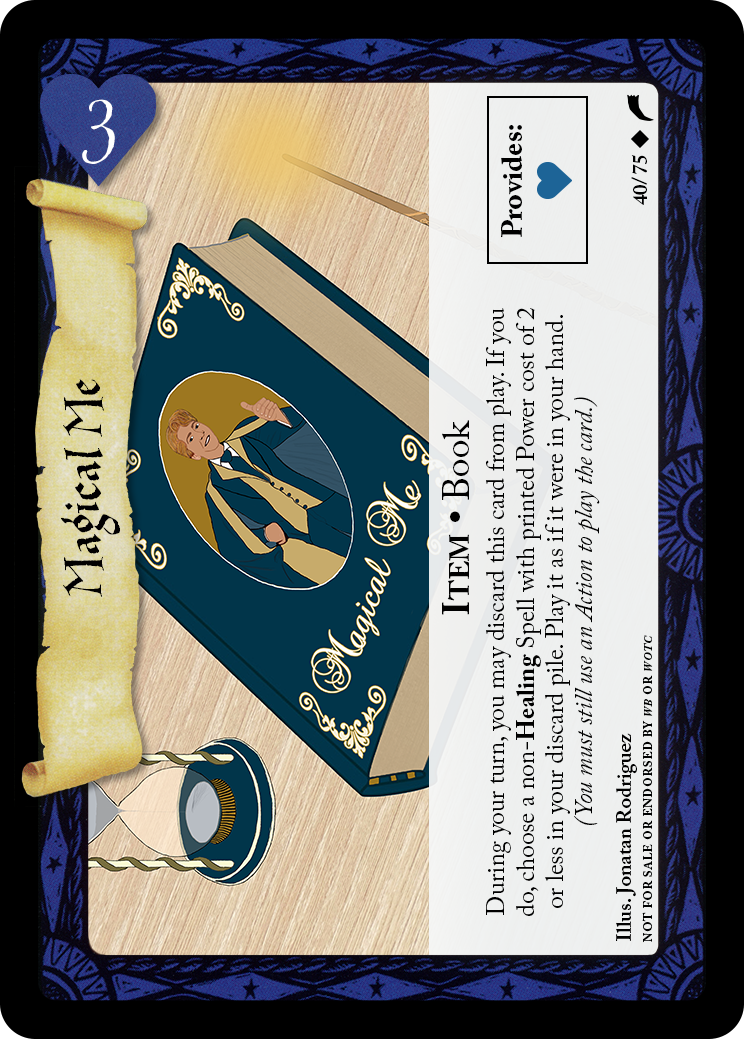 3
Magical Me
Magical Me
ITEM • Book
During your turn, you may discard this card from play. If you
do, choose a non-Healing Spell with printed Power cost of 2
or less in your discard pile. Play it as if it were in your hand.
(You must still use an Action to play the card.)
Provides:
Illus. Jonatan Rodriguez
NOT FOR SALE OR ENDORSED BY WB OR WOTC
40/75